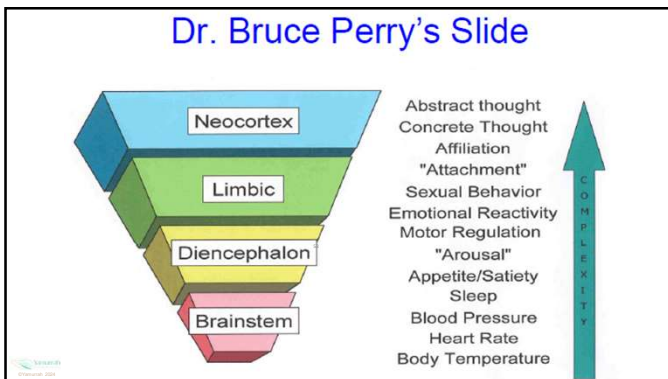 Dr. Bruce Perry's Slide
Neocortex
Limbic
Diencephalon
Brainstem
Abstract thought
Concrete Thought
Affiliation
"Attachment"
Sexual Behavior
Emotional Reactivity
Motor Regulation
"Arousal"
Appetite/Satiety
Sleep
Blood Pressure
Heart Rate
Body Temperature
COMPLEXITY